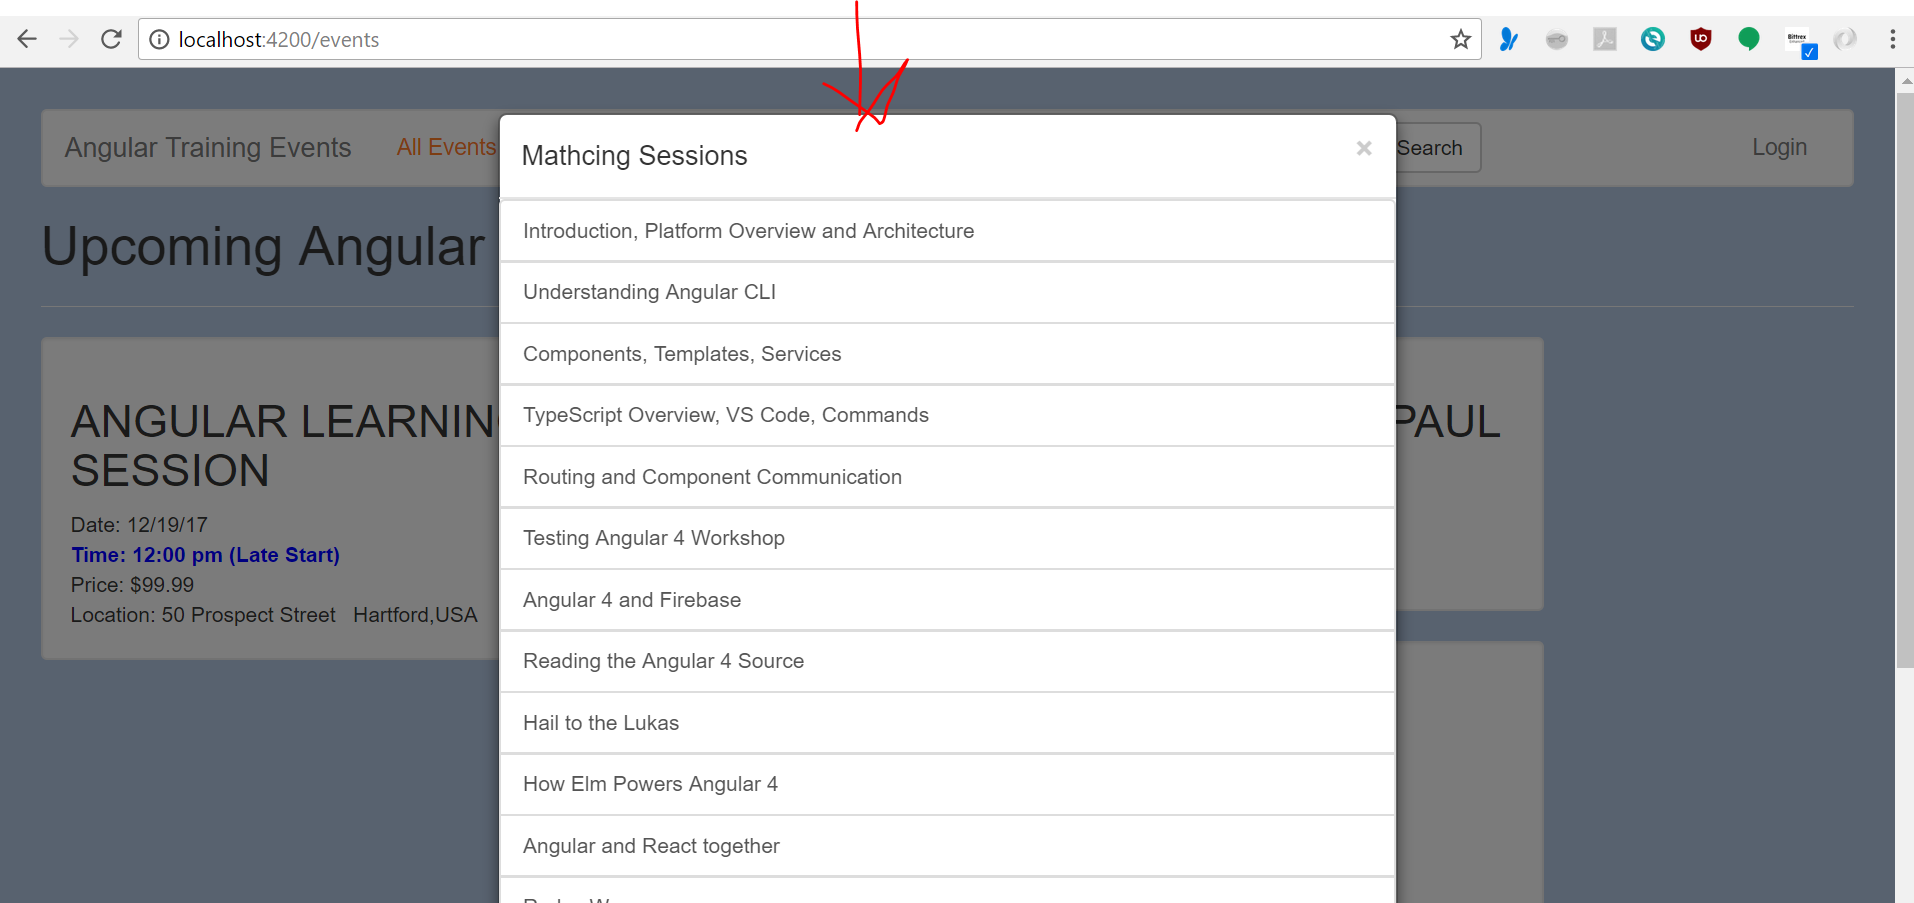 localhost:4200/events
Bittrex
Angular Training Events All Events Search Login
Mathcing Sessions
Upcoming Angular
Introduction, Platform Overview and Architecture
Understanding Angular CLI
Components, Templates, Services
TypeScript Overview, VS Code, Commands
Routing and Component Communication
Testing Angular 4 Workshop
Angular 4 and Firebase
Reading the Angular 4 Source
Hail to the Lukas
How Elm Powers Angular 4
Angular and React together
ANGULAR LEARNIN
SESSION
Date: 12/19/17
Time: 12:00 pm (Late Start)
Price: $99.99
Location: 50 Prospect Street Hartford,USA
PAUL